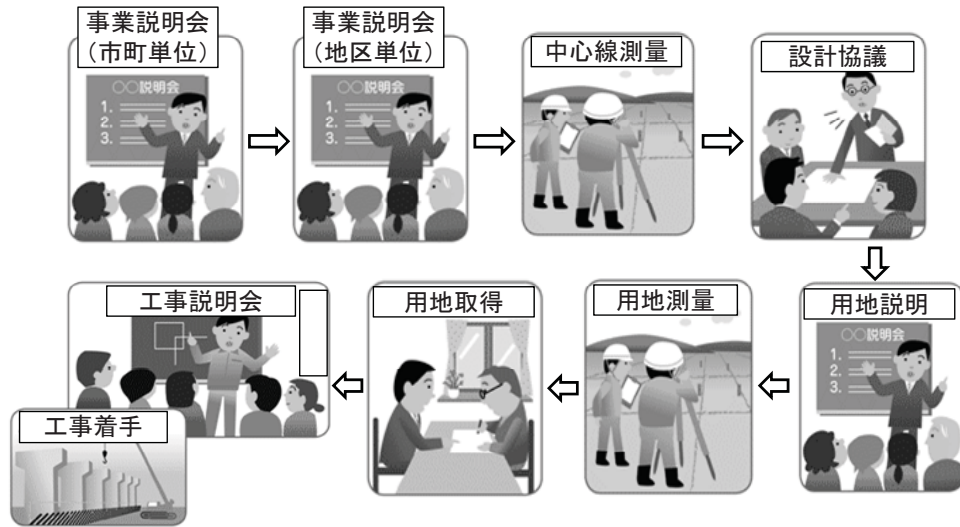 事業説明会
（市町単位）
○○説明会
1.
2.
3.
事業説明会
（地区単位）
○○説明会
1.
2.
3.
中心線測量
設計協議
用地説明
○○説明会
1.
2.
3.
用地測量
用地取得
工事説明会
工事着手